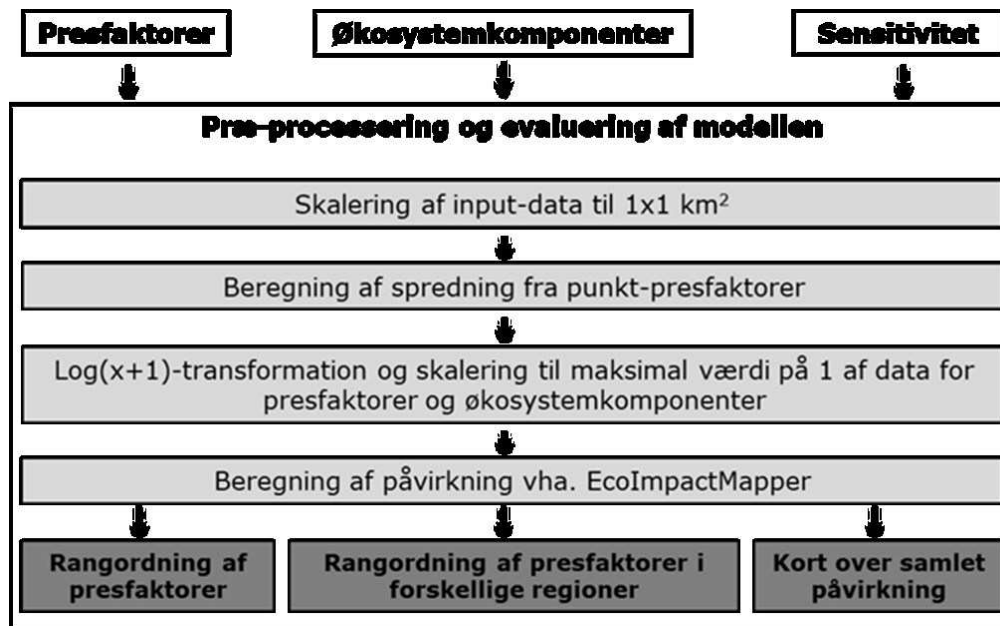 Presfaktorer
Økosystemkomponenter
Sensitivitet
Præ-processering og evaluering af modellen
Skalering af input-data til 1x1 km²
Beregning af spredning fra punkt-presfaktorer
Log(x+1)-transformation og skalering til maksimal værdi på 1 af data for
presfaktorer og økosystemkomponenter
Beregning af påvirkning vha. EcoImpactMapper
Rangordning af
presfaktorer
Rangordning af presfaktorer i
forskellige regioner
Kort over samlet
påvirkning